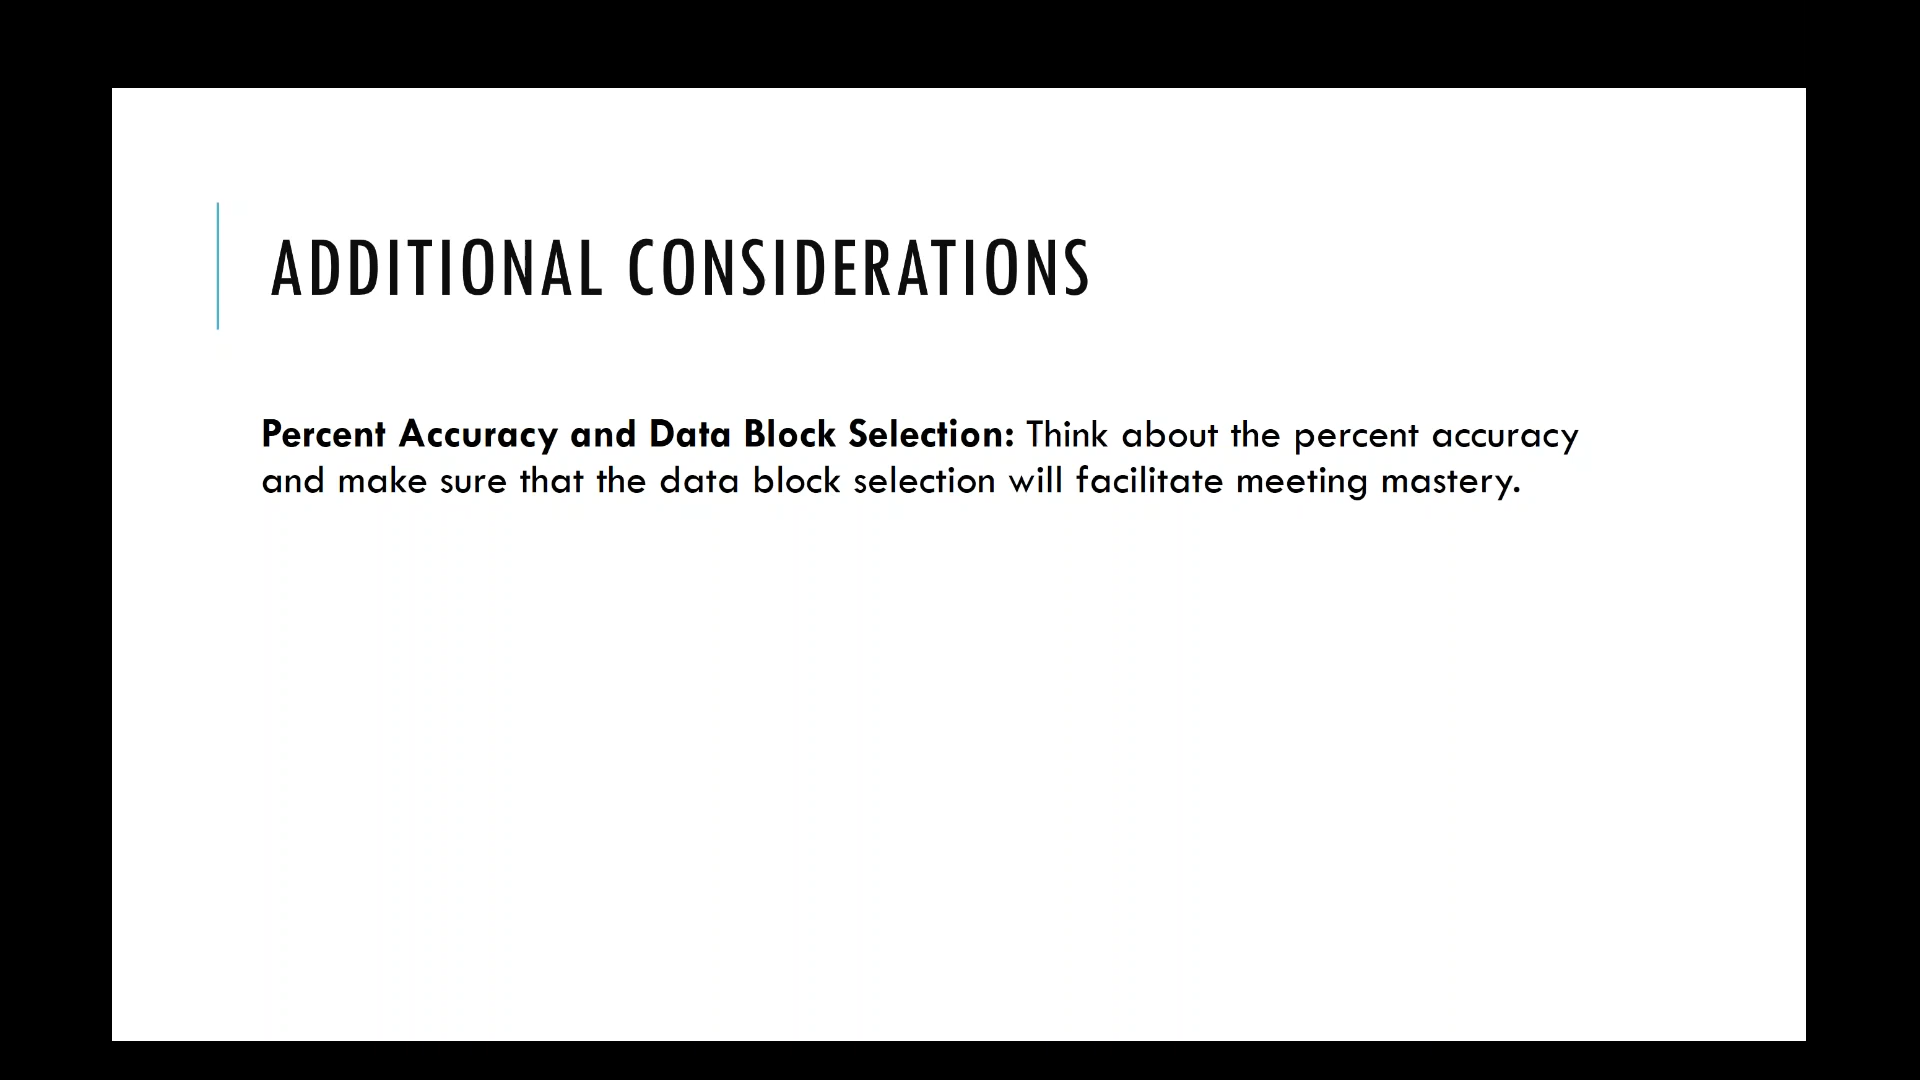 ADDITIONAL CONSIDERATIONS
Percent Accuracy and Data Block Selection: Think about the percent accuracy
and make sure that the data block selection will facilitate meeting mastery.